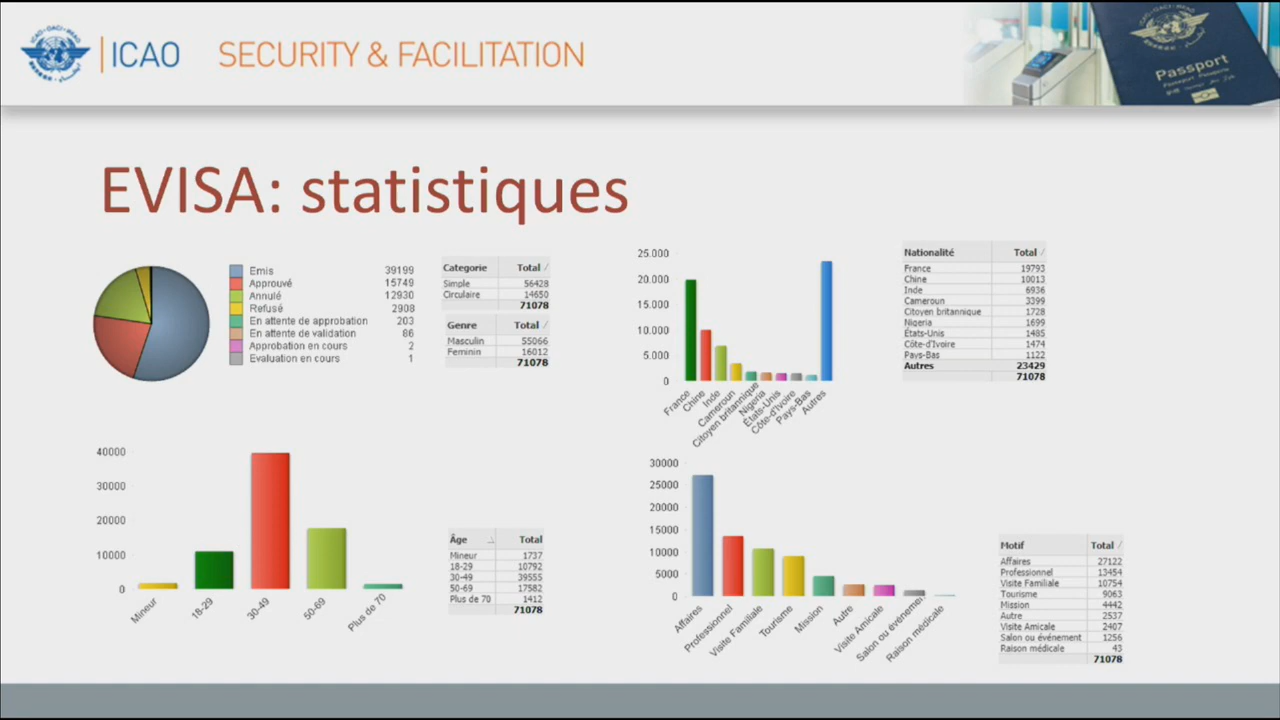 ICAO SECURITY & FACILITATION
Passport
EVISA: statistiques
Emis 39199
Approuvé 15749
Annulé 12930
Refusé 2908
En attente de approbation 203
En attente de validation 86
Approbation en cours 2
Evaluation en cours 1
Categorie Total
Simple 56428
Circulaire 14650
71078
Genre Total
Masculin 55066
Feminin 16012
71078
25.000
20.000
15.000
10.000
5.000
0
France
Chine
Inde
Cameroun
Citoyen britannique
Nigeria
États-Unis
Côte-d'Ivoire
Pays-Bas
Autres
Nationalité Total
France 19793
Chine 10013
Inde 6936
Cameroun 3399
Citoyen britannique 1728
Nigeria 1699
États-Unis 1485
Côte-d'Ivoire 1474
Pays-Bas 1122
Autres 23429
71078
40000
30000
20000
10000
0
Mineur
18-29
30-49
50-69
Plus de 70
Âge Total
Mineur 1737
18-29 10792
30-49 39555
50-69 17582
Plus de 70 1412
71078
30000
25000
20000
15000
10000
5000
0
Affaires
Professionnel
Visite Familiale
Tourisme
Mission
Autre
Visite Amicale
Salon ou événemen
Raison médicale
Motif Total
Affaires 27122
Professionnel 13454
Visite Familiale 10754
Tourisme 9063
Mission 4442
Autre 2537
Visite Amicale 2407
Salon ou événement 1256
Raison médicale 43
71078